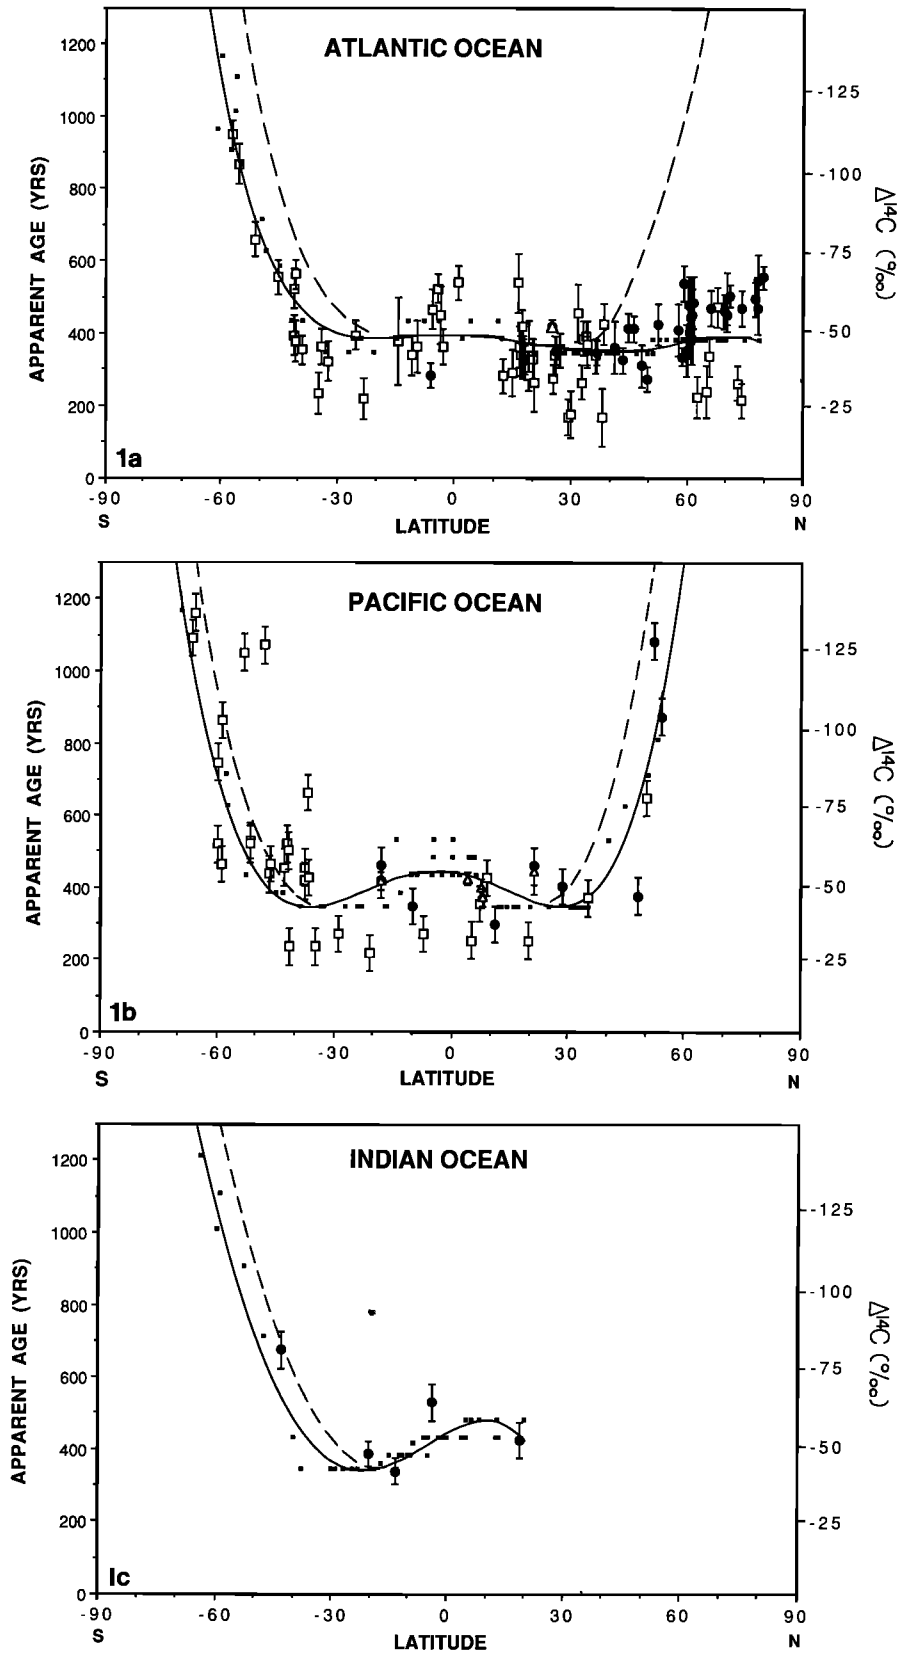 ATLANTIC OCEAN
1200
1000
800
600
400
200
0
APPARENT AGE (YRS)
-125
-100
-75
-50
-25
Δ¹⁴C (‰)
1a
-90 -60 -30 0 30 60 90
S LATITUDE N
PACIFIC OCEAN
1200
1000
800
600
400
200
0
APPARENT AGE (YRS)
-125
-100
-75
-50
-25
Δ¹⁴C (‰)
1b
-90 -60 -30 0 30 60 90
S LATITUDE N
INDIAN OCEAN
1200
1000
800
600
400
200
0
APPARENT AGE (YRS)
-125
-100
-75
-50
-25
Δ¹⁴C (‰)
Ic
-90 -60 -30 0 30 60 90
S LATITUDE N